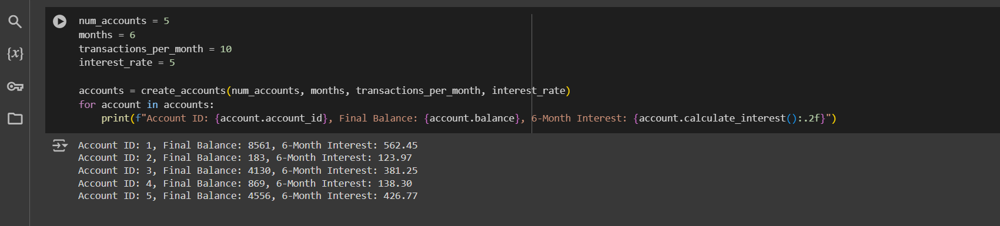 num_accounts = 5
months = 6
transactions_per_month = 10
interest_rate = 5
accounts = create_accounts(num_accounts, months, transactions_per_month, interest_rate)
for account in accounts:
    print(f"Account ID: {account.account_id}, Final Balance: {account.balance}, 6-Month Interest: {account.calculate_interest():.2f}")
Account ID: 1, Final Balance: 8561, 6-Month Interest: 562.45
Account ID: 2, Final Balance: 183, 6-Month Interest: 123.97
Account ID: 3, Final Balance: 4130, 6-Month Interest: 381.25
Account ID: 4, Final Balance: 869, 6-Month Interest: 138.30
Account ID: 5, Final Balance: 4556, 6-Month Interest: 426.77
{x}